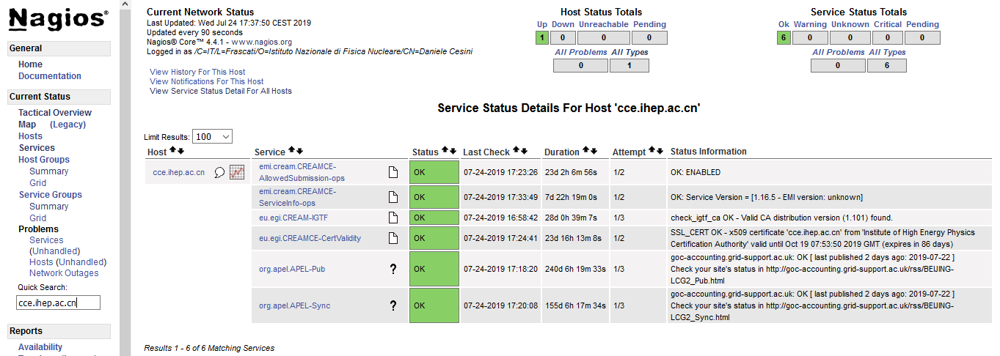 Nagios®
General
Home
Documentation
Current Status
Tactical Overview
Map (Legacy)
Hosts
Services
Host Groups
Summary
Grid
Service Groups
Summary
Grid
Problems
Services
(Unhandled)
Hosts (Unhandled)
Network Outages
Quick Search:
cce.ihep.ac.cn
Reports
Availability
Current Network Status
Last Updated: Wed Jul 24 17:37:50 CEST 2019
Updated every 90 seconds
Nagios® Core™ 4.4.1 - www.nagios.org
Logged in as /C=IT/L=Frascati/O=Istituto Nazionale di Fisica Nucleare/CN=Daniele Cesini
View History For This Host
View Notifications For This Host
View Service Status Detail For All Hosts
Host Status Totals
Up Down Unreachable Pending
1 0 0 0
All Problems All Types
0 1
Service Status Totals
Ok Warning Unknown Critical Pending
6 0 0 0 0
All Problems All Types
0 6
Service Status Details For Host 'cce.ihep.ac.cn'
Limit Results: 100
Host Service Status Last Check Duration Attempt Status Information
cce.ihep.ac.cn emi.cream.CREAMCE-
AllowedSubmission-ops OK 07-24-2019 17:23:26 23d 2h 6m 56s 1/2 OK: ENABLED
emi.cream.CREAMCE-
ServiceInfo-ops OK 07-24-2019 17:33:49 7d 22h 19m 0s 1/2 OK: Service Version = [1.16.5 - EMI version: unknown]
eu.egi.CREAM-IGTF OK 07-24-2019 16:58:42 28d 0h 39m 7s 1/3 check_igtf_ca OK - Valid CA distribution version (1.101) found.
eu.egi.CREAMCE-CertValidity OK 07-24-2019 17:24:41 23d 16h 13m 8s 1/2 SSL_CERT OK - x509 certificate 'cce.ihep.ac.cn' from 'Institute of High Energy Physics
Certification Authority' valid until Oct 19 07:53:50 2019 GMT (expires in 86 days)
org.apel.APEL-Pub ? OK 07-24-2019 17:18:20 240d 6h 19m 33s 1/3 goc-accounting.grid-support.ac.uk: OK [ last published 2 days ago: 2019-07-22 ]
Check your site's status in http://goc-accounting.grid-support.ac.uk/rss/BEIJING-
LCG2_Pub.html
org.apel.APEL-Sync ? OK 07-24-2019 17:20:08 155d 6h 17m 34s 1/3 goc-accounting.grid-support.ac.uk: OK [ last published 2 days ago: 2019-07-22 ]
Check your site's status in http://goc-accounting.grid-support.ac.uk/rss/BEIJING-
LCG2_Sync.html
Results 1 - 6 of 6 Matching Services